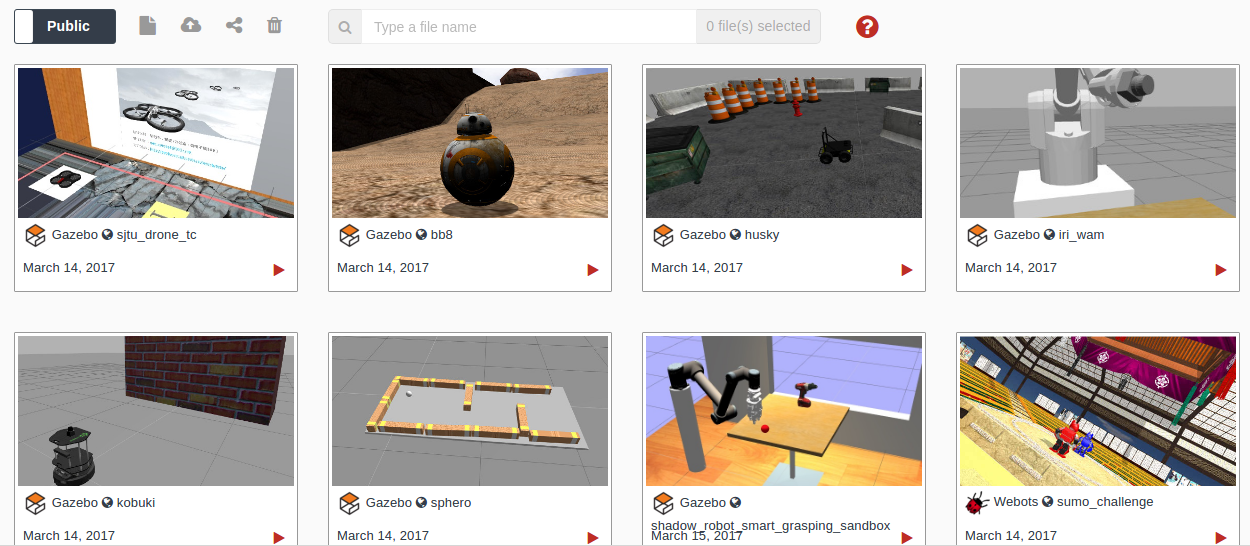 Public
Type a file name
0 file(s) selected
?
Gazebo sjtu_drone_tc
March 14, 2017
Gazebo bb8
March 14, 2017
Gazebo husky
March 14, 2017
Gazebo iri_wam
March 14, 2017
Gazebo kobuki
March 14, 2017
Gazebo sphero
March 14, 2017
Gazebo
shadow_robot_smart_grasping_sandbox
March 15, 2017
Webots sumo_challenge
March 14, 2017